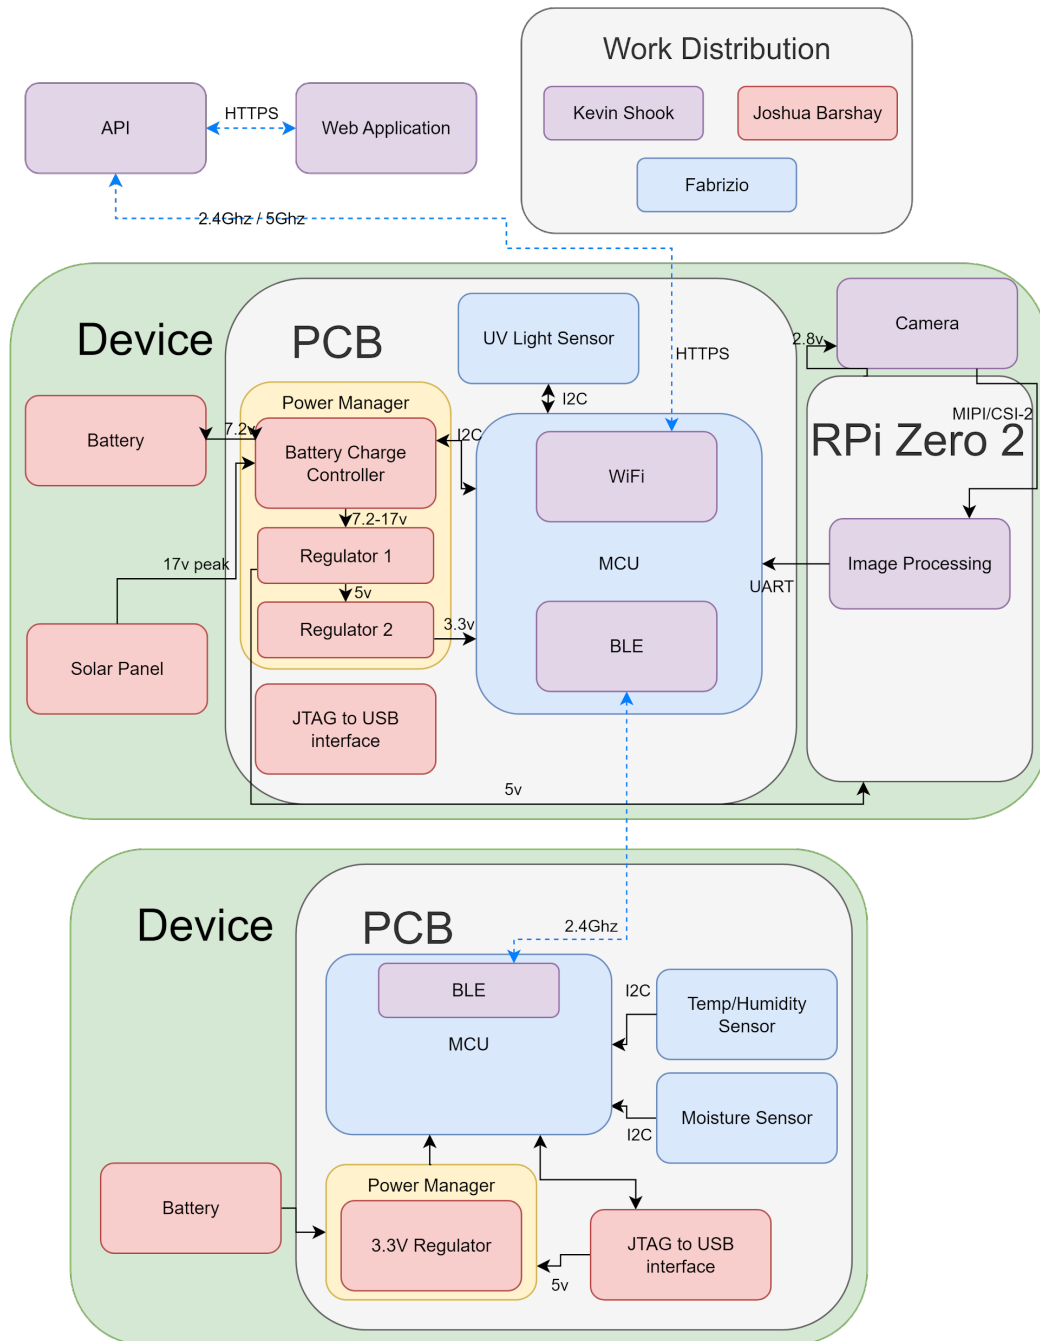 Work Distribution
Kevin Shook
Joshua Barshay
Fabrizio
API
HTTPS
Web Application
2.4Ghz / 5Ghz
Device
PCB
UV Light Sensor
HTTPS
2.8v
Camera
I2C
MIPI/CSI-2
RPi Zero 2
Power Manager
Battery
7.2v
Battery Charge
Controller
I2C
WiFi
7.2-17v
17v peak
Regulator 1
MCU
UART
Image Processing
5v
Regulator 2
3.3v
BLE
Solar Panel
JTAG to USB
interface
5v
Device
PCB
2.4Ghz
BLE
MCU
I2C
Temp/Humidity
Sensor
I2C
Moisture Sensor
Battery
Power Manager
3.3V Regulator
5v
JTAG to USB
interface